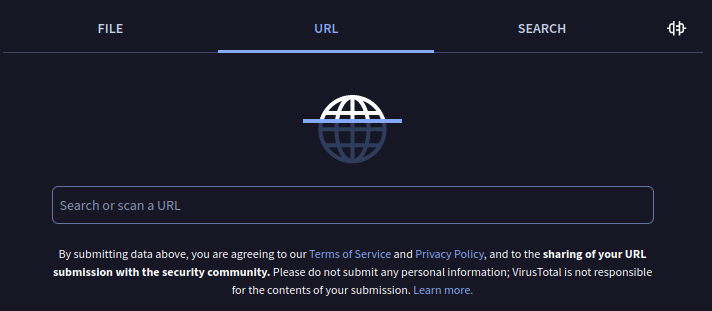 FILE URL SEARCH
Search or scan a URL
By submitting data above, you are agreeing to our Terms of Service and Privacy Policy, and to the sharing of your URL
submission with the security community. Please do not submit any personal information; VirusTotal is not responsible
for the contents of your submission. Learn more.